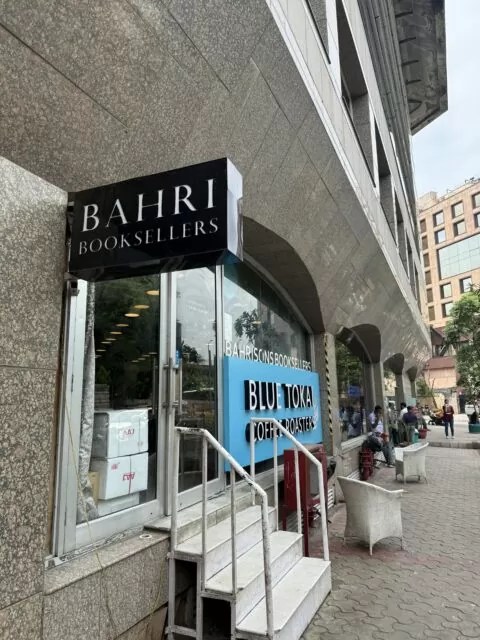 BAHRI
BOOKSELLERS
BAHRISONS BOOKSELLERS
BLUE TOKAI
COFFEE ROASTERS